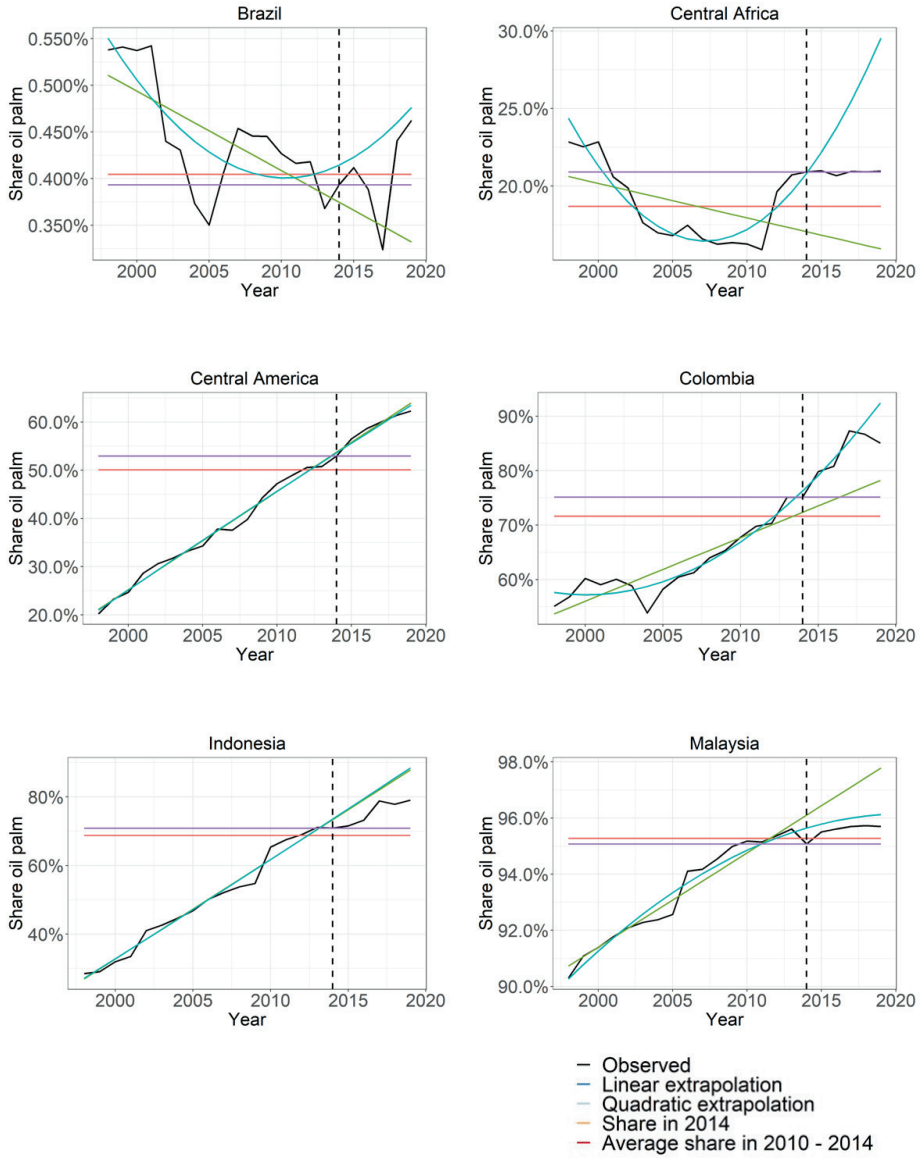 Brazil
Share oil palm
0.550%
0.500%
0.450%
0.400%
0.350%
2000 2005 2010 2015 2020
Year
Central Africa
Share oil palm
30.0%
25.0%
20.0%
2000 2005 2010 2015 2020
Year
Central America
Share oil palm
60.0%
50.0%
40.0%
30.0%
20.0%
2000 2005 2010 2015 2020
Year
Colombia
Share oil palm
90%
80%
70%
60%
2000 2005 2010 2015 2020
Year
Indonesia
Share oil palm
80%
60%
40%
2000 2005 2010 2015 2020
Year
Malaysia
Share oil palm
98.0%
96.0%
94.0%
92.0%
90.0%
2000 2005 2010 2015 2020
Year
Observed
Linear extrapolation
Quadratic extrapolation
Share in 2014
Average share in 2010 - 2014